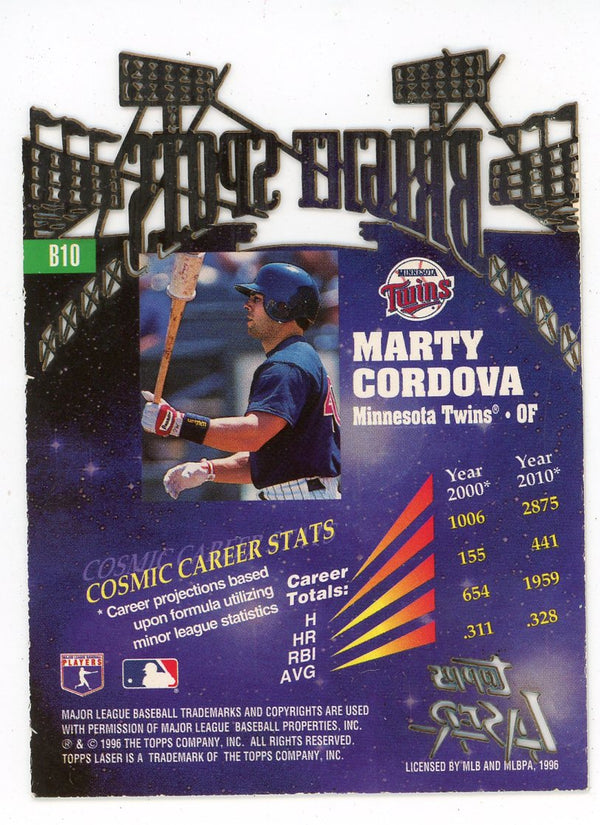 BRIGHT SPOTS
B10
MINNESOTA
Twins
MARTY
CORDOVA
Minnesota Twins® • OF
Year Year
2000* 2010*
COSMIC CAREER STATS
COSMIC CAREER STATS
* Career projections based
upon formula utilizing
minor league statistics
Career
Totals:
H 1006 2875
HR 155 441
RBI 654 1959
AVG .311 .328
MAJOR LEAGUE BASEBALL
PLAYERS
TOPPS
LASER
MAJOR LEAGUE BASEBALL TRADEMARKS AND COPYRIGHTS ARE USED
WITH PERMISSION OF MAJOR LEAGUE BASEBALL PROPERTIES, INC.
® & © 1996 THE TOPPS COMPANY, INC. ALL RIGHTS RESERVED.
TOPPS LASER IS A TRADEMARK OF THE TOPPS COMPANY, INC.
LICENSED BY MLB AND MLBPA, 1996